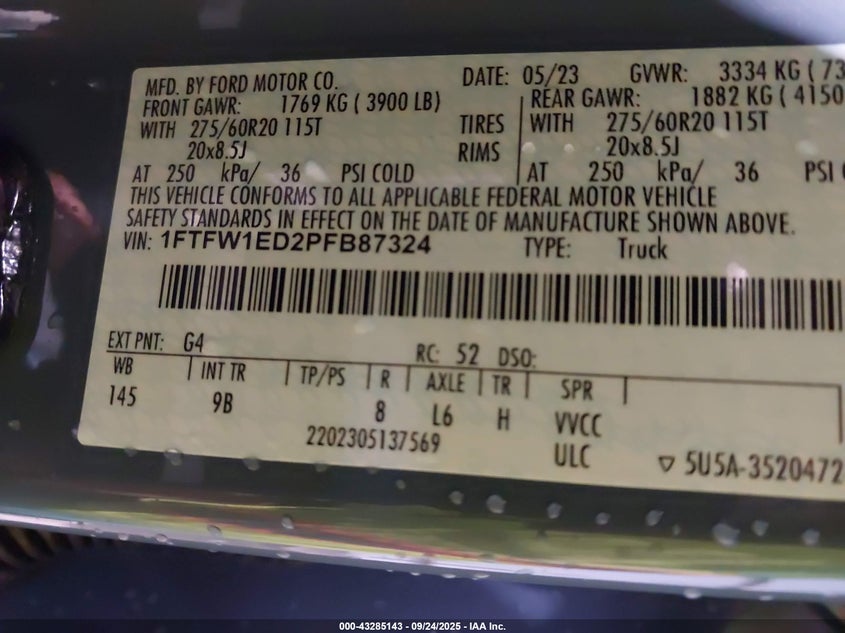 MFD. BY FORD MOTOR CO. DATE: 05/23 GVWR: 3334 KG ( 73
FRONT GAWR: 1769 KG ( 3900 LB) REAR GAWR: 1882 KG ( 4150
WITH 275/60R20 115T TIRES WITH 275/60R20 115T
20x8.5J RIMS 20x8.5J
AT 250 kPa/ 36 PSI COLD AT 250 kPa/ 36 PSI
THIS VEHICLE CONFORMS TO ALL APPLICABLE FEDERAL MOTOR VEHICLE
SAFETY STANDARDS IN EFFECT ON THE DATE OF MANUFACTURE SHOWN ABOVE.
VIN: 1FTFW1ED2PFB87324 TYPE: Truck
EXT PNT: G4 RC: 52 DSO:
WB INT TR TP/PS R AXLE TR SPR
145 9B 8 L6 H VVCC
2202305137569 ULC 5U5A-3520472
000-43285143 - 09/24/2025 - IAA Inc.